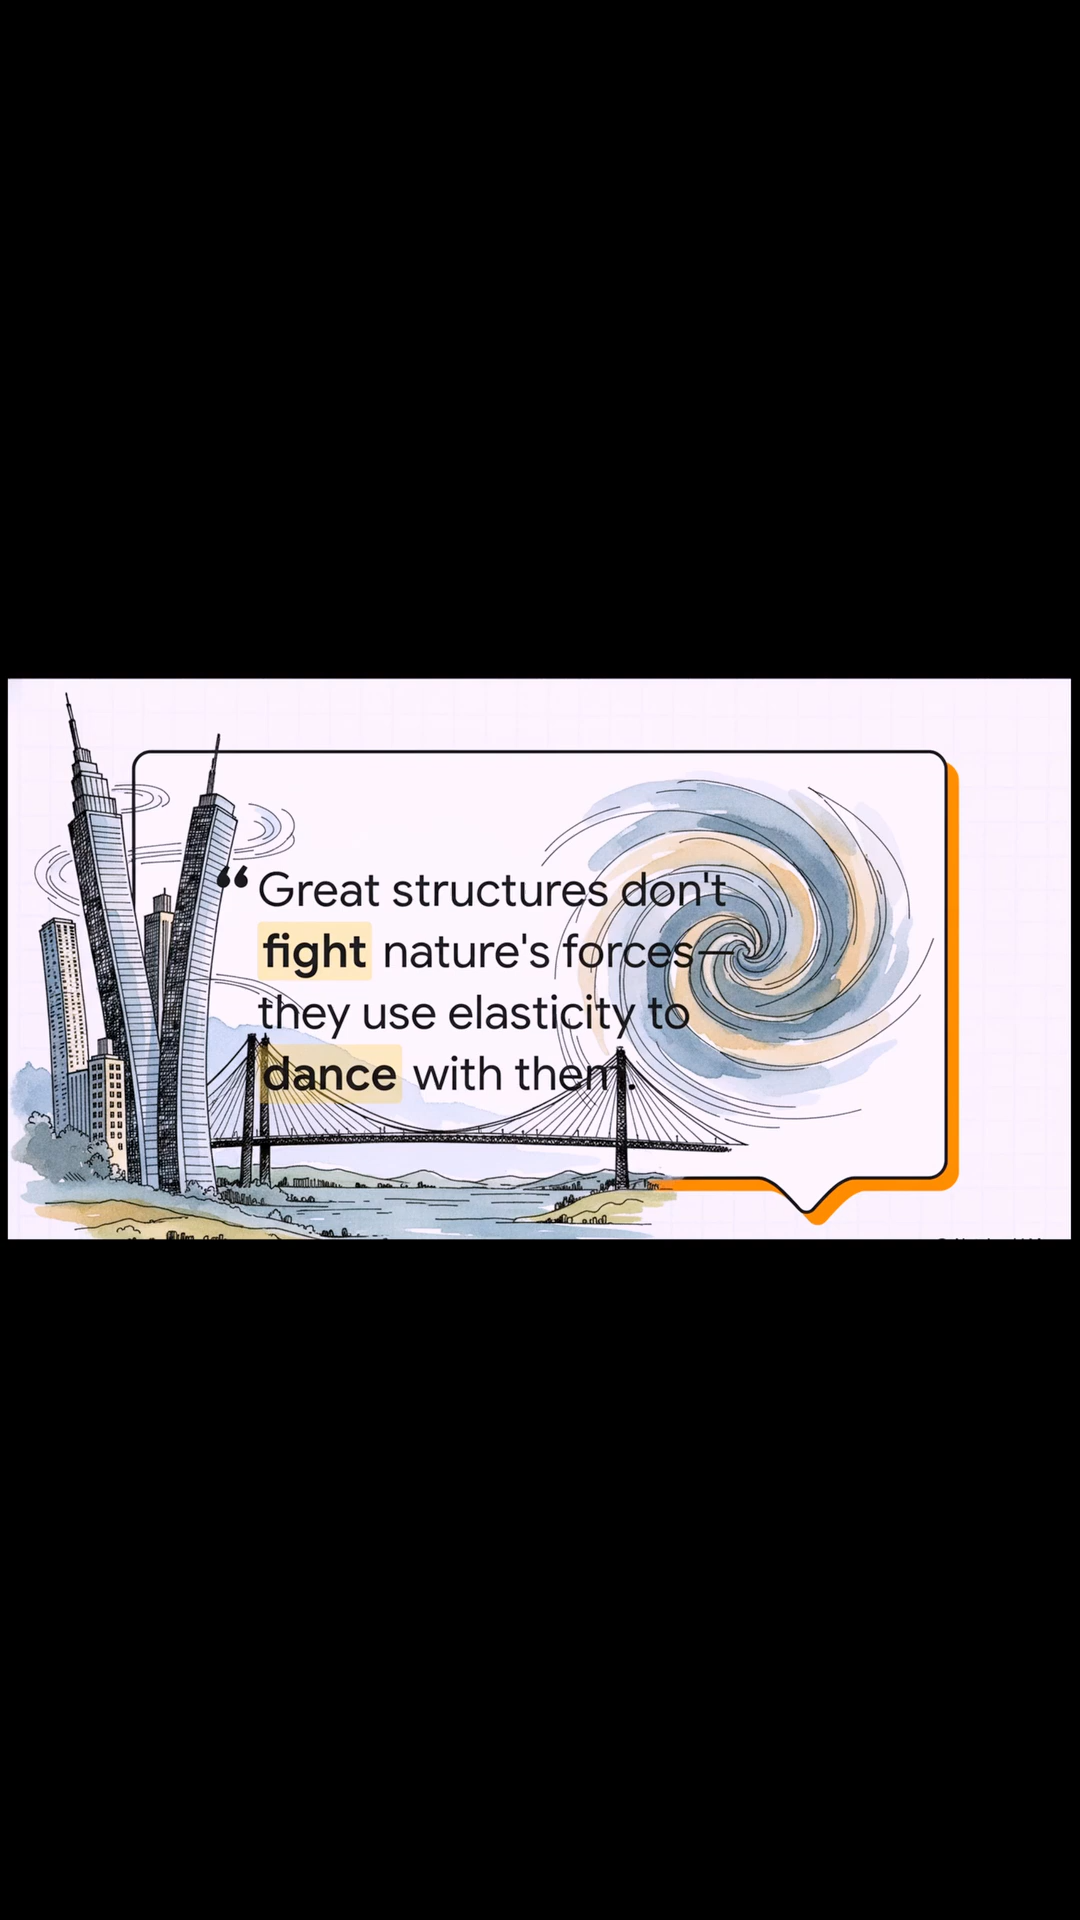 “Great structures don't
fight nature's forces—
they use elasticity to
dance with them.